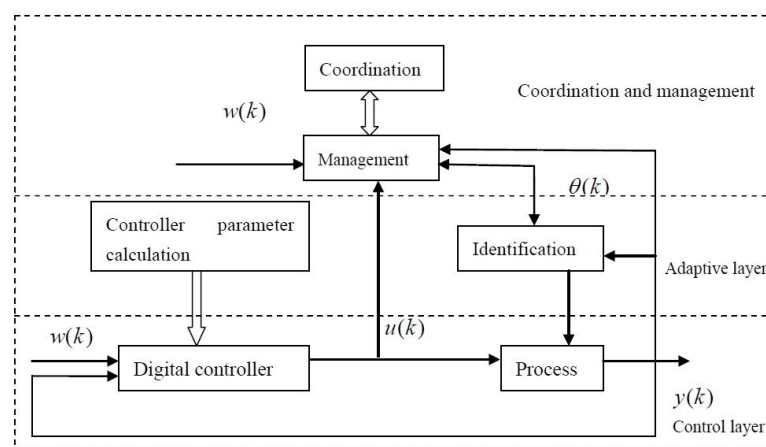 Coordination
Coordination and management
w(k)
Management
θ(k)
Controller parameter
calculation
Identification
Adaptive layer
w(k)
u(k)
Digital controller
Process
y(k)
Control layer